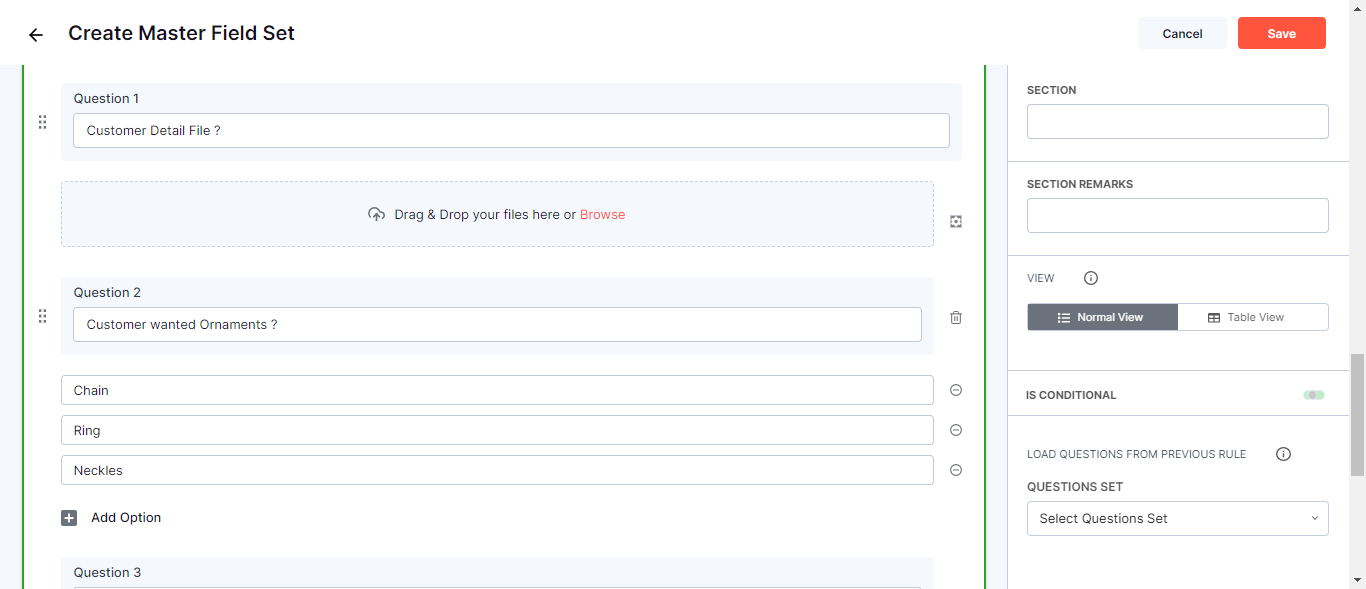 Create Master Field Set
Cancel
Save
Question 1
Customer Detail File ?
Drag & Drop your files here or Browse
Question 2
Customer wanted Ornaments ?
Chain
Ring
Neckles
Add Option
Question 3
SECTION
SECTION REMARKS
VIEW
Normal View
Table View
IS CONDITIONAL
LOAD QUESTIONS FROM PREVIOUS RULE
QUESTIONS SET
Select Questions Set